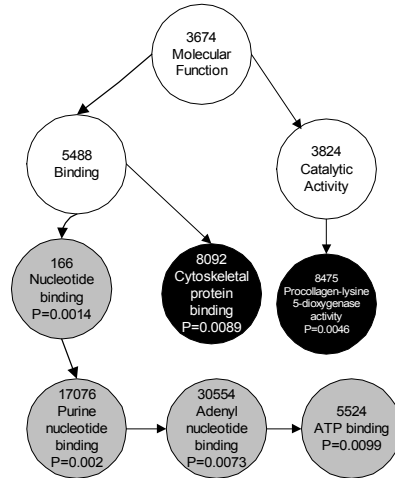 3674
Molecular
Function
5488
Binding
3824
Catalytic
Activity
166
Nucleotide
binding
P=0.0014
8092
Cytoskeletal
protein
binding
P=0.0089
8475
Procollagen-lysine
5-dioxygenase
activity
P=0.0046
17076
Purine
nucleotide
binding
P=0.002
30554
Adenyl
nucleotide
binding
P=0.0073
5524
ATP binding
P=0.0099